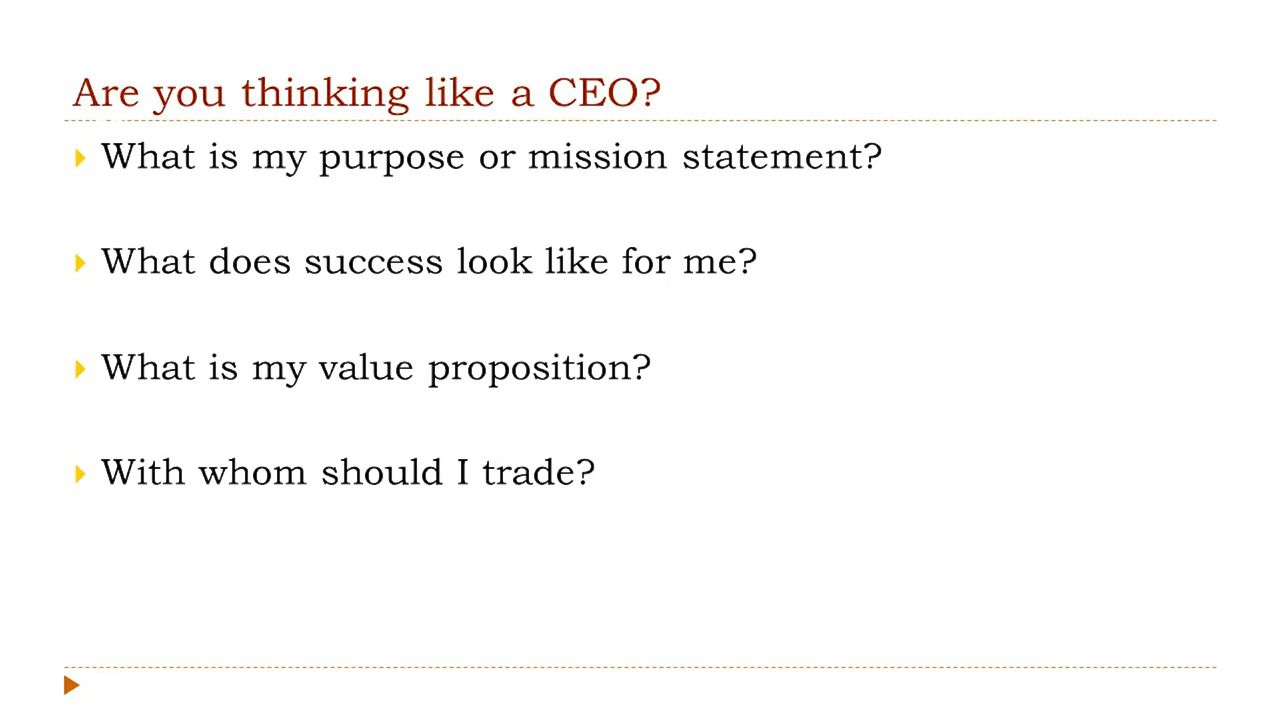 Are you thinking like a CEO?
What is my purpose or mission statement?
What does success look like for me?
What is my value proposition?
With whom should I trade?